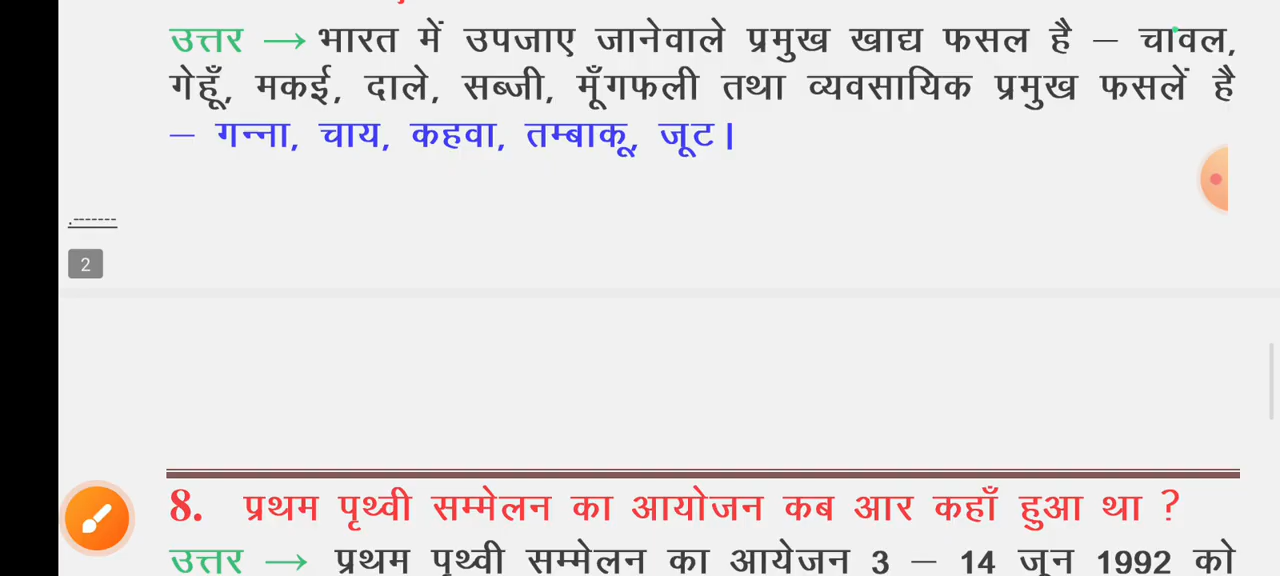 उत्तर → भारत में उपजाए जानेवाले प्रमुख खाद्य फसल है – चावल,
गेहूँ, मकई, दाले, सब्जी, मूँगफली तथा व्यवसायिक प्रमुख फसलें है
– गन्ना, चाय, कहवा, तम्बाकू, जूट।
.-------
2
8. प्रथम पृथ्वी सम्मेलन का आयोजन कब आर कहाँ हुआ था ?
उत्तर → प्रथम पृथ्वी सम्मेलन का आयेजन 3 – 14 जून 1992 को